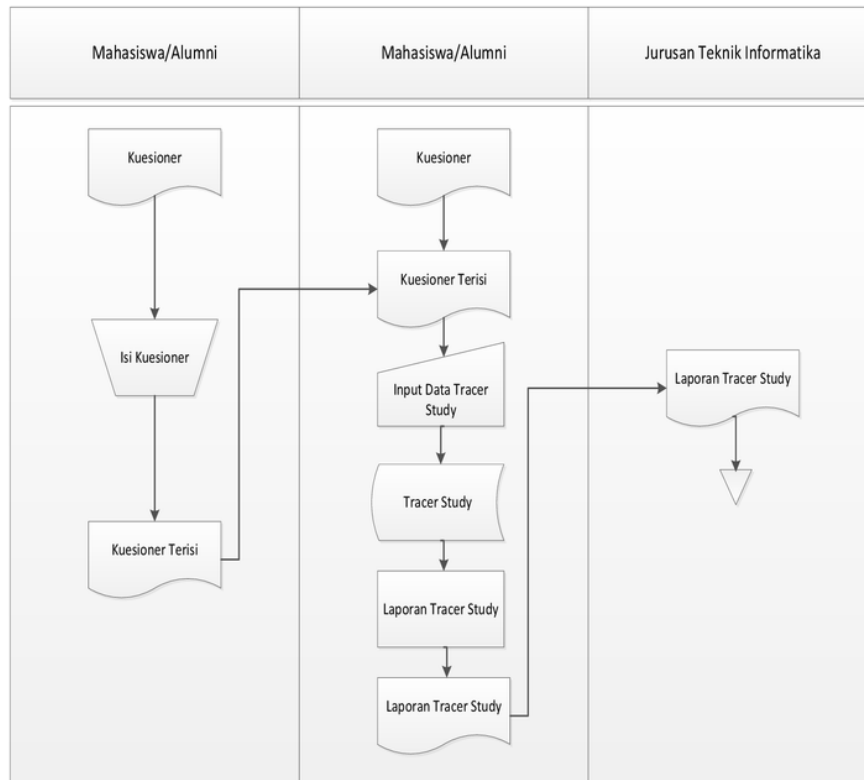 Mahasiswa/Alumni
Mahasiswa/Alumni
Jurusan Teknik Informatika
Kuesioner
Isi Kuesioner
Kuesioner Terisi
Kuesioner
Kuesioner Terisi
Input Data Tracer
Study
Tracer Study
Laporan Tracer Study
Laporan Tracer Study
Laporan Tracer Study